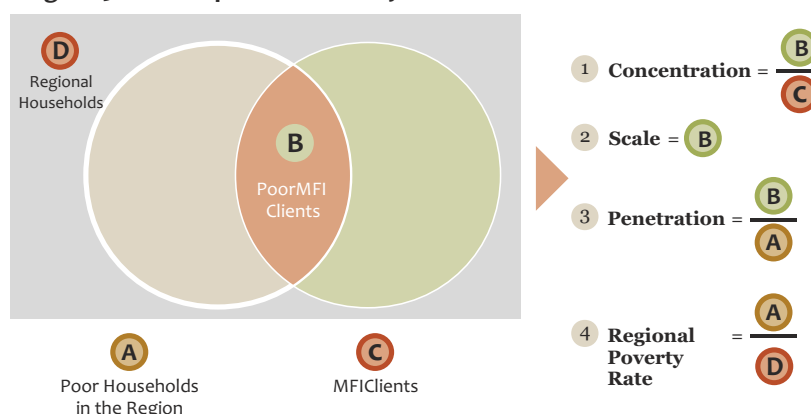 D
Regional
Households
B
PoorMFI
Clients
A
Poor Households
in the Region
C
MFIClients
1 Concentration = B
C
2 Scale = B
3 Penetration = B
A
4 Regional
Poverty
Rate
= A
D